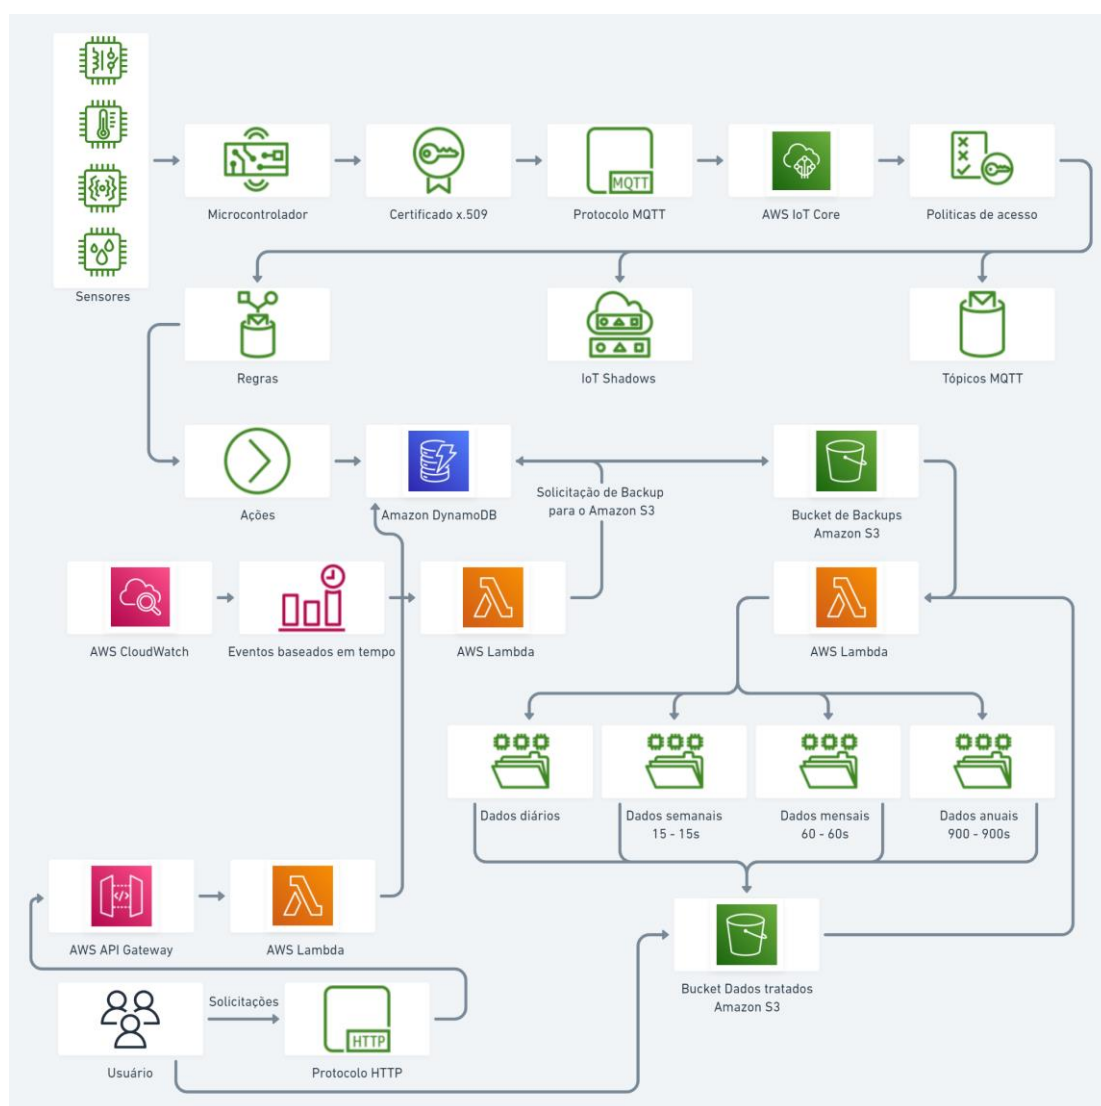 Sensores
Microcontrolador
Certificado x.509
MQTT
Protocolo MQTT
AWS IoT Core
Politicas de acesso
Regras
IoT Shadows
Tópicos MQTT
Ações
Amazon DynamoDB
Solicitação de Backup
para o Amazon S3
Bucket de Backups
Amazon S3
AWS CloudWatch
Eventos baseados em tempo
AWS Lambda
AWS Lambda
Dados diários
Dados semanais
15 - 15s
Dados mensais
60 - 60s
Dados anuais
900 - 900s
AWS API Gateway
AWS Lambda
Bucket Dados tratados
Amazon S3
Usuário
Solicitações
HTTP
Protocolo HTTP